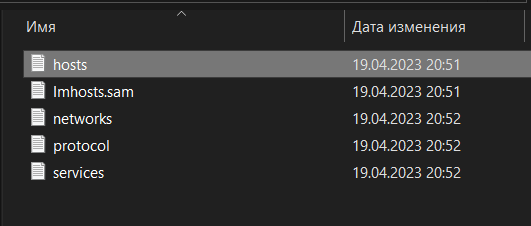 Имя Дата изменения
hosts 19.04.2023 20:51
lmhosts.sam 19.04.2023 20:51
networks 19.04.2023 20:52
protocol 19.04.2023 20:52
services 19.04.2023 20:52